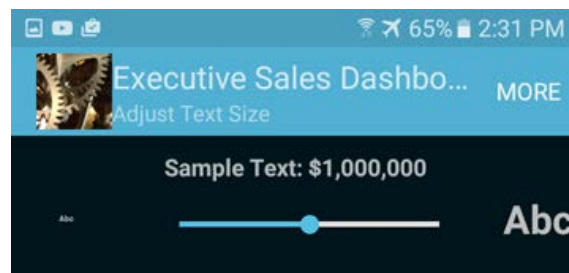 65% 2:31 PM
Executive Sales Dashbo...
MORE
Adjust Text Size
Sample Text: $1,000,000
Abc
Abc